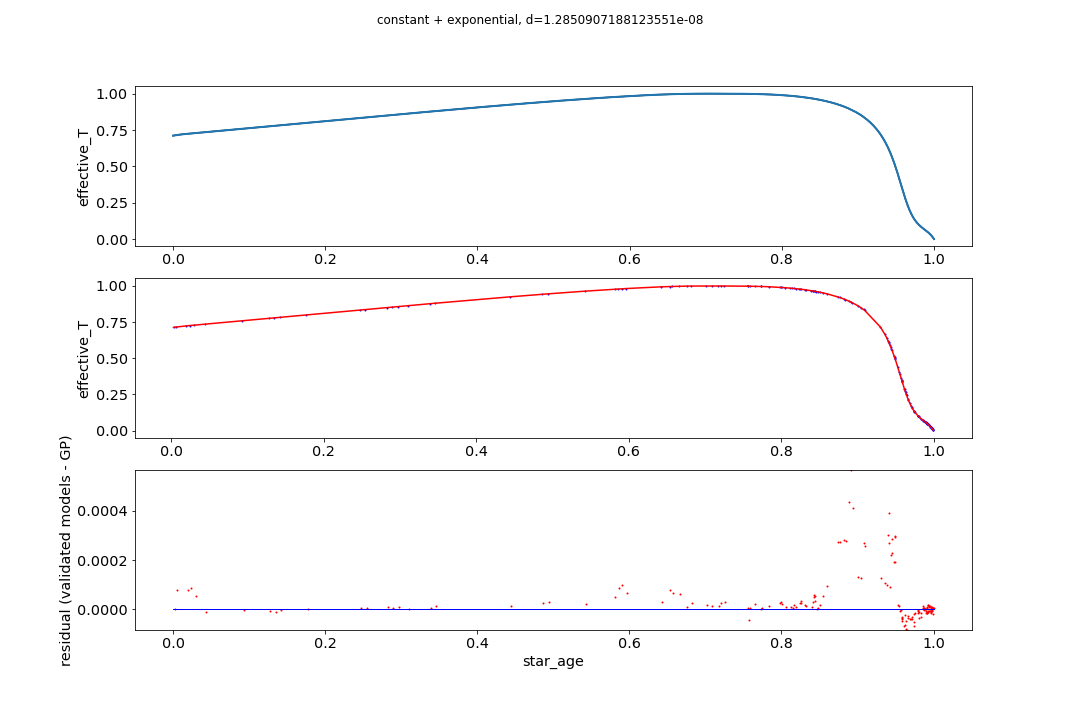 constant + exponential, d=1.2850907188123551e-08
effective_T
1.00
0.75
0.50
0.25
0.00
0.0 0.2 0.4 0.6 0.8 1.0
effective_T
1.00
0.75
0.50
0.25
0.00
0.0 0.2 0.4 0.6 0.8 1.0
residual (validated models - GP)
0.0004
0.0002
0.0000
0.0 0.2 0.4 0.6 0.8 1.0
star_age